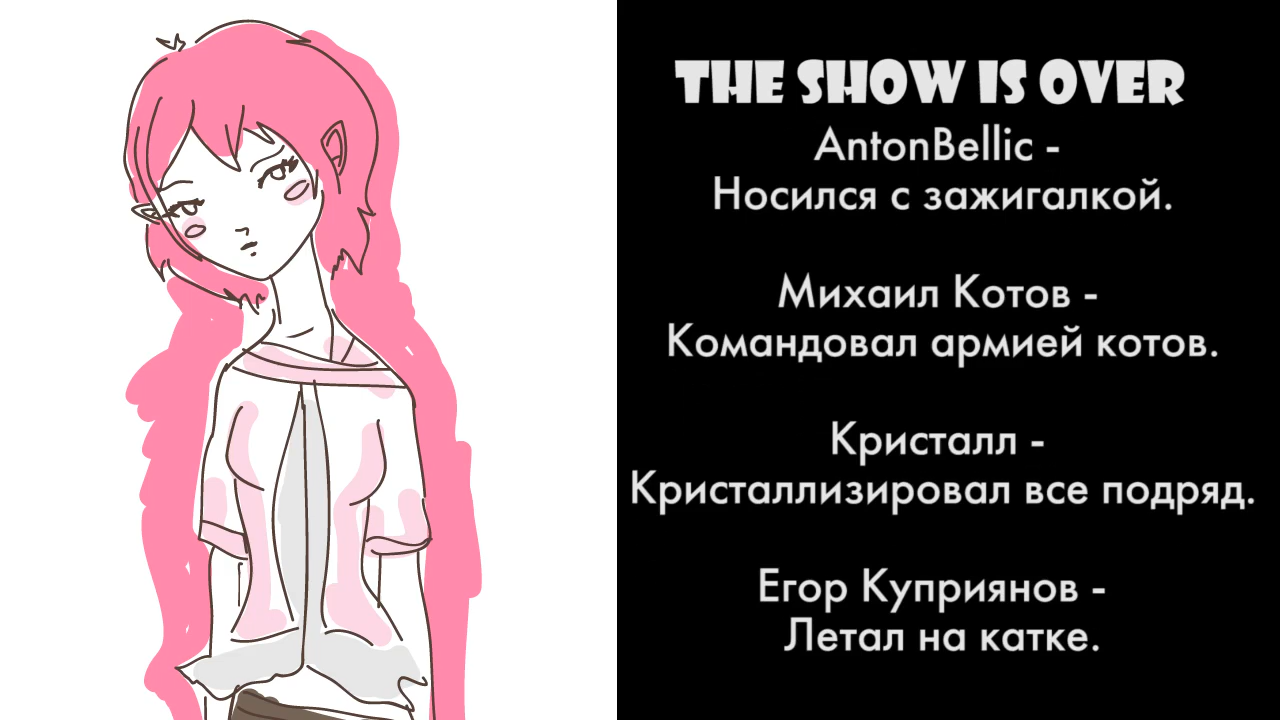 THE SHOW IS OVER
AntonBellic -
Носился с зажигалкой.
Михаил Котов -
Командовал армией котов.
Кристалл -
Кристаллизировал все подряд.
Егор Куприянов -
Летал на катке.